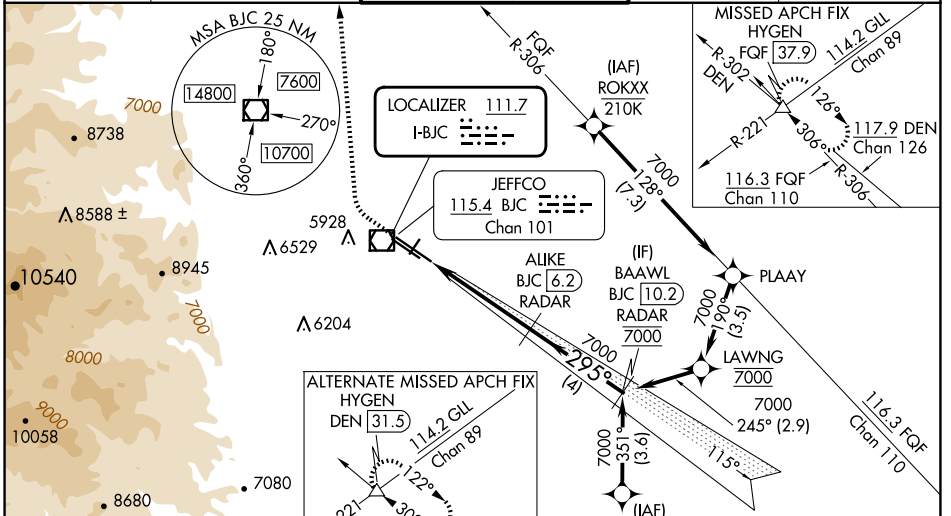 MSA BJC 25 NM
180°
14800
7600
270°
10700
360°
7000
8738
8588 ±
10540
8945
7000
8000
9000
10058
8680
7080
6529
5928
6204
LOCALIZER 111.7
I-BJC
JEFFCO
115.4 BJC
Chan 101
FQF
R-306
(IAF)
ROKXX
210K
7000
128°
(7.3)
PLAAY
7000
190°
(3.5)
LAWNG
7000
7000
245° (2.9)
116.3 FQF
Chan 110
ALIKE
BJC 6.2
RADAR
(IF)
BAAWL
BJC 10.2
RADAR
7000
7000
295°
(4)
115°
7000
351°
(3.6)
(IAF)
MISSED APCH FIX
HYGEN
FQF 37.9
114.2 GLL
Chan 89
R-302
DEN
126°
R-221
306°
117.9 DEN
Chan 126
116.3 FQF
Chan 110
R-306
ALTERNATE MISSED APCH FIX
HYGEN
DEN 31.5
114.2 GLL
Chan 89
122°